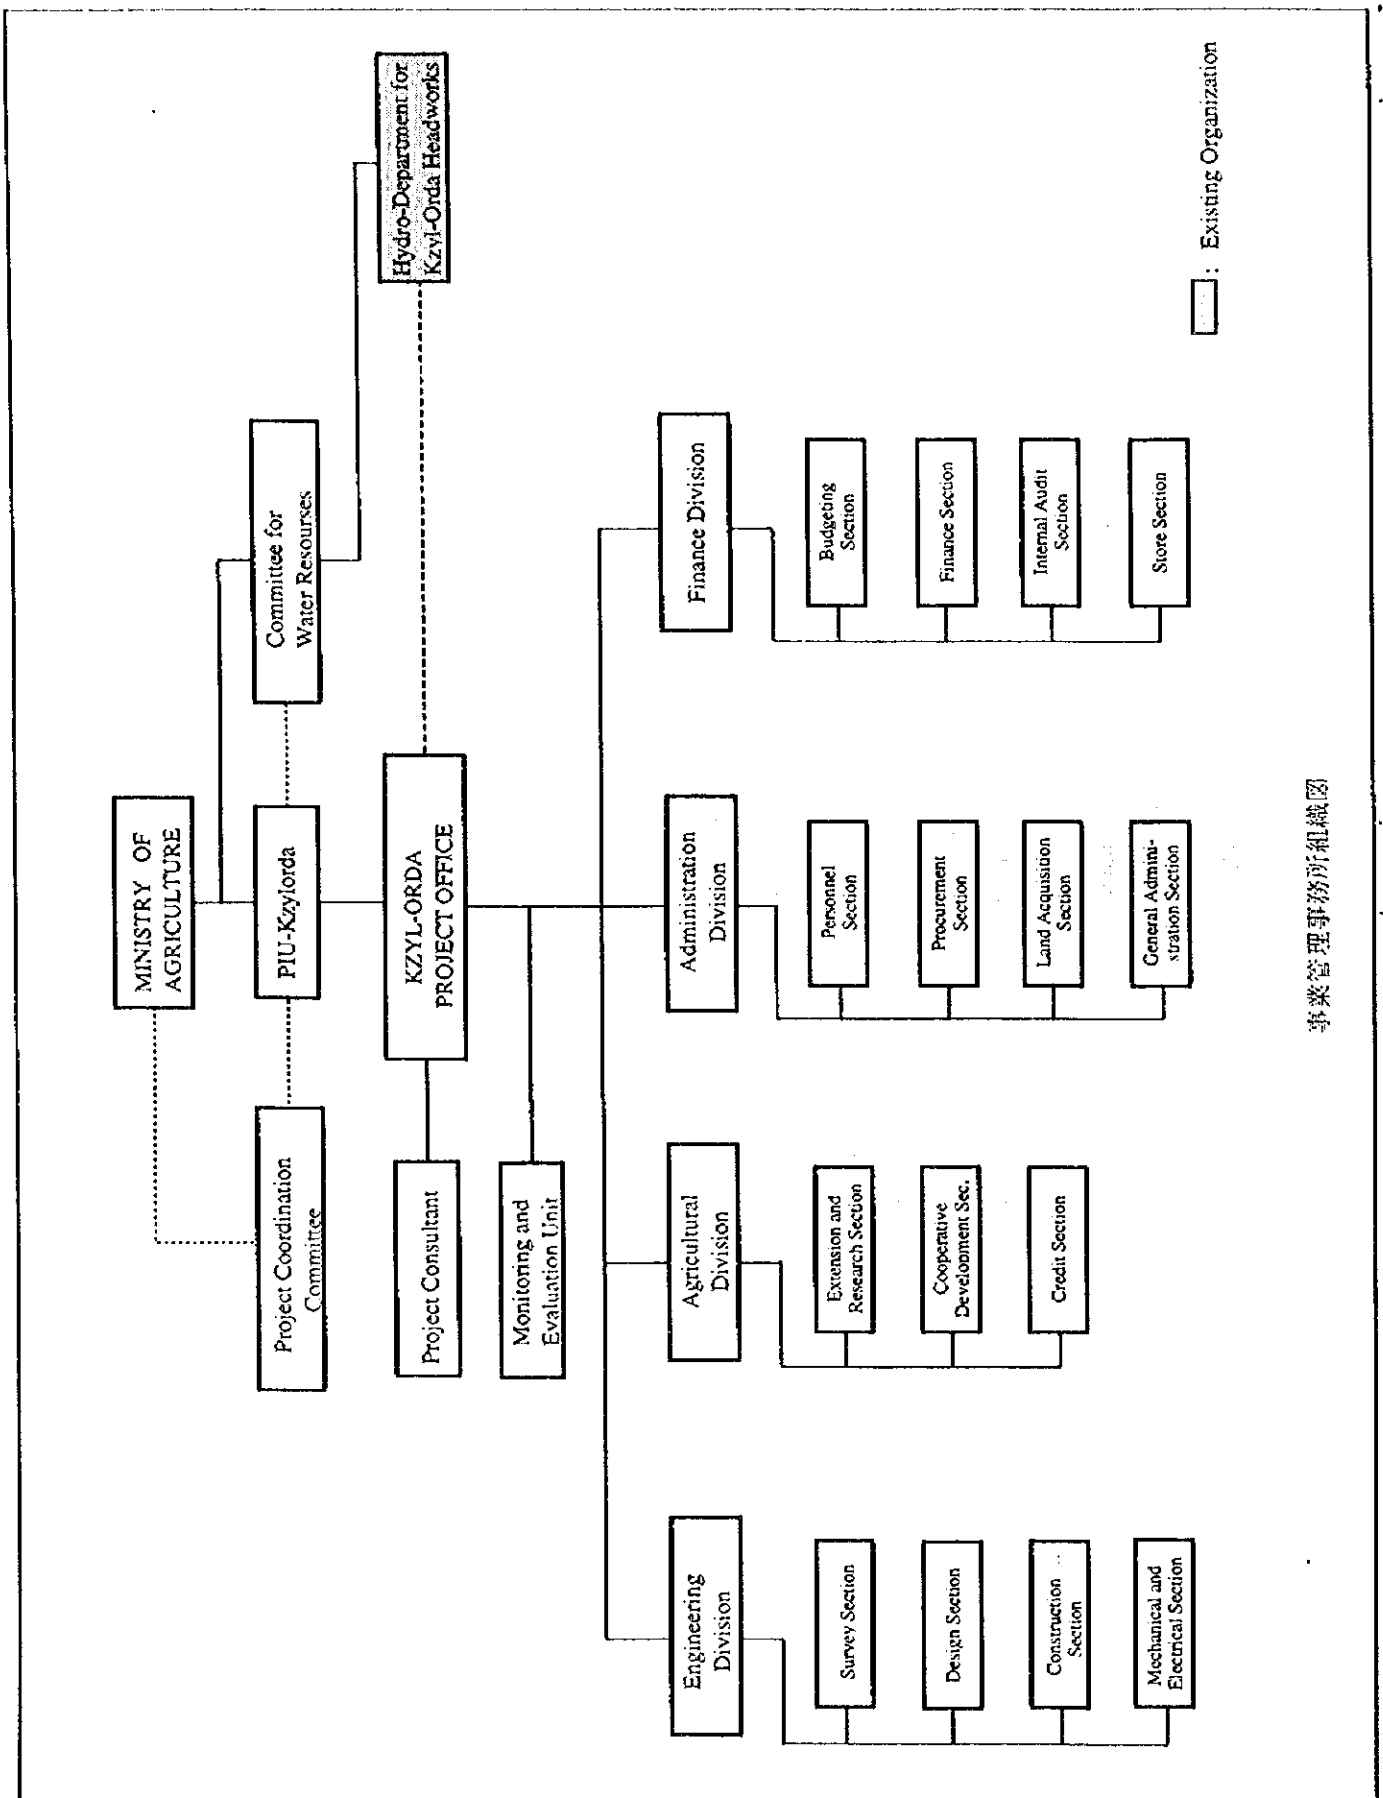 MINISTRY OF
AGRICULTURE
Project Coordination
Committee
PIU-Kzylorda
Committee for
Water Resourses
KZYL-ORDA
PROJECT OFFICE
Hydro-Department for
Kzyl-Orda Headworks
Project Consultant
Monitoring and
Evaluation Unit
Engineering
Division
Agricultural
Division
Administration
Division
Finance Division
Survey Section
Design Section
Construction
Section
Mechanical and
Electrical Section
Extension and
Research Section
Cooperative
Development Sec.
Credit Section
Personnel
Section
Procurement
Section
Land Acquisition
Section
General Admini-
stration Section
Budgeting
Section
Finance Section
Internal Audit
Section
Store Section
: Existing Organization
事業管理事務所組織図